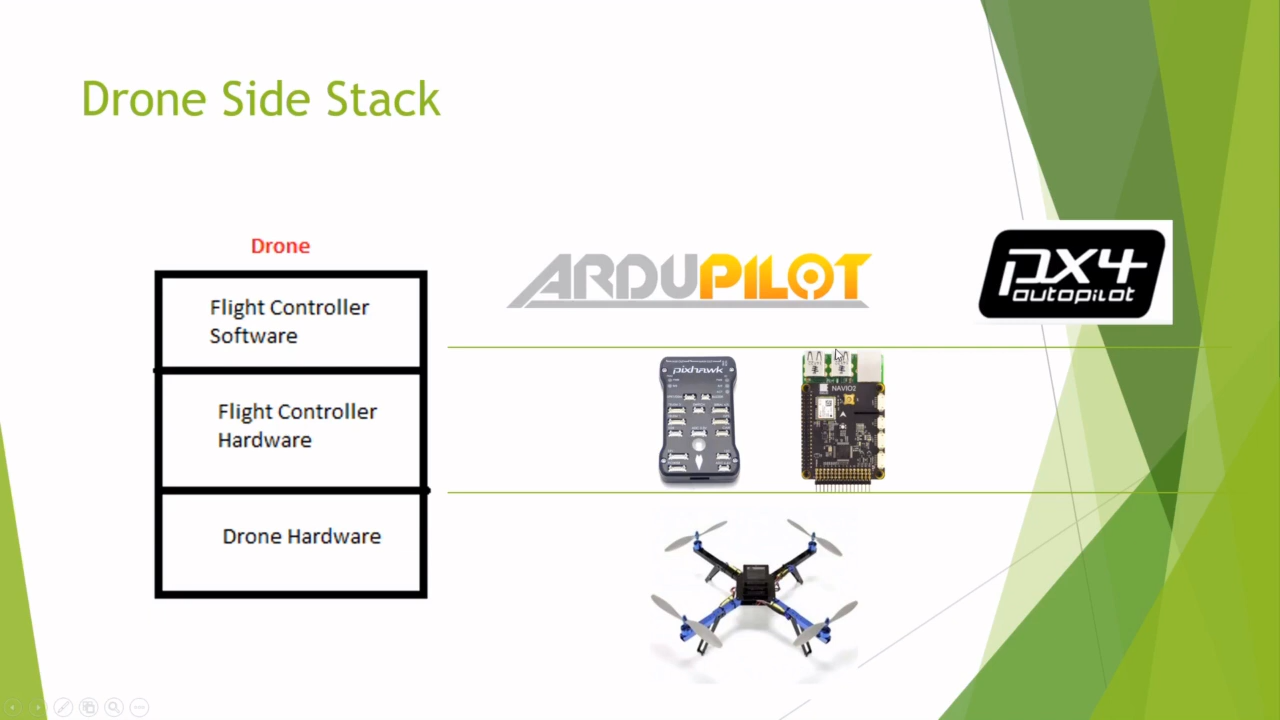 Drone Side Stack
Drone
Flight Controller
Software
Flight Controller
Hardware
Drone Hardware
ARDUPILOT
px4
autopilot
pixhawk
NAVIO2